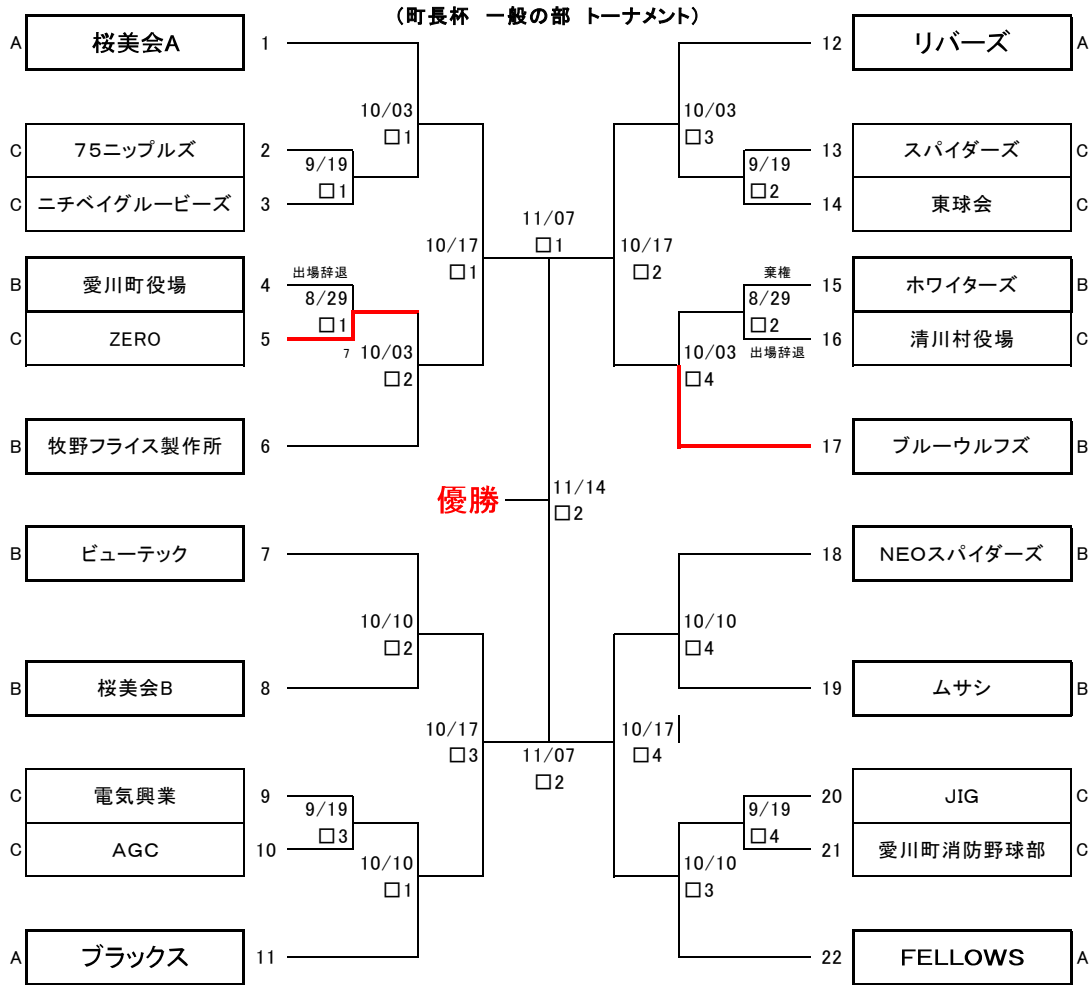 (町長杯 一般の部 トーナメント)
A 桜美会A 1
12 リバーズ A
10/03
□1
10/03
□3
C 75ニップルズ 2
9/19
□1
C ニチベイグルービーズ 3
13 スパイダーズ C
9/19
□2
14 東球会 C
11/07
□1
10/17
□1
10/17
□2
B 愛川町役場 4
出場辞退
8/29
□1
C ZERO 5
7
10/03
□2
棄権
15 ホワイターズ B
8/29
□2
16 清川村役場 C
出場辞退
10/03
□4
B 牧野フライス製作所 6
17 ブルーウルフズ B
優勝
11/14
□2
B ビューテック 7
18 NEOスパイダーズ B
10/10
□2
10/10
□4
B 桜美会B 8
19 ムサシ B
10/17
□3
11/07
□2
10/17
□4
C 電気興業 9
9/19
□3
C AGC 10
20 JIG C
9/19
□4
21 愛川町消防野球部 C
10/10
□1
10/10
□3
A ブラックス 11
22 FELLOWS A